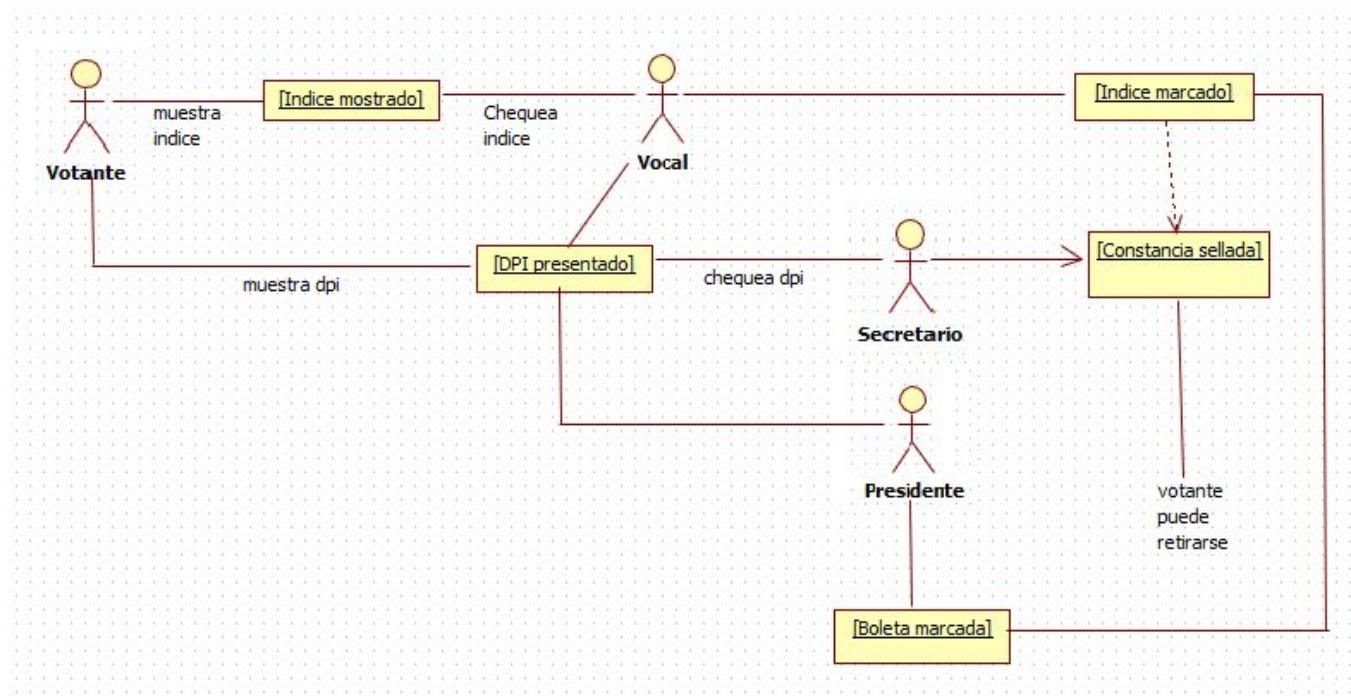 [Indice mostrado]
[Indice marcado]
muestra
indice
Chequea
indice
Votante
Vocal
[DPI presentado]
[Constancia sellada]
muestra dpi
chequea dpi
Secretario
Presidente
votante
puede
retirarse
[Boleta marcada]